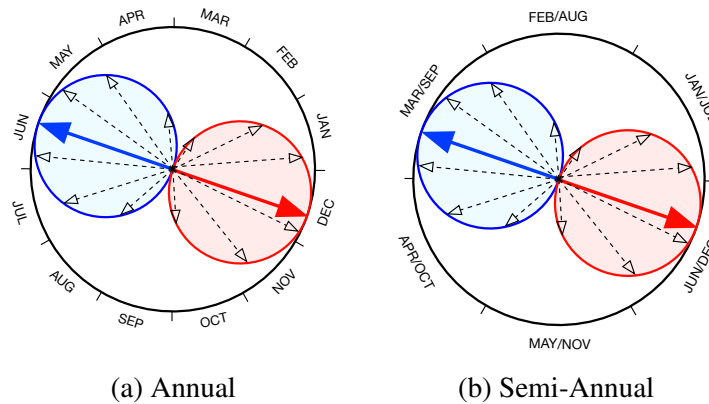 APR
MAR
MAY
FEB
JUN
JAN
JUL
DEC
AUG
NOV
SEP
OCT
(a) Annual
FEB/AUG
MAR/SEP
APR/OCT
MAY/NOV
(b) Semi-Annual